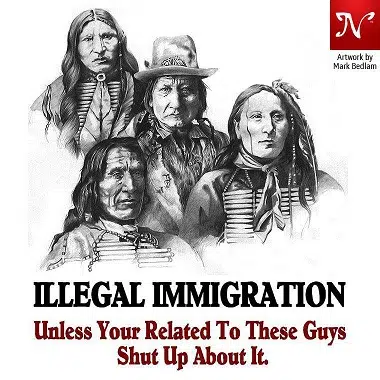 N
Artwork by
Mark Bedlam
ILLEGAL IMMIGRATION
Unless Your Related To These Guys
Shut Up About It.